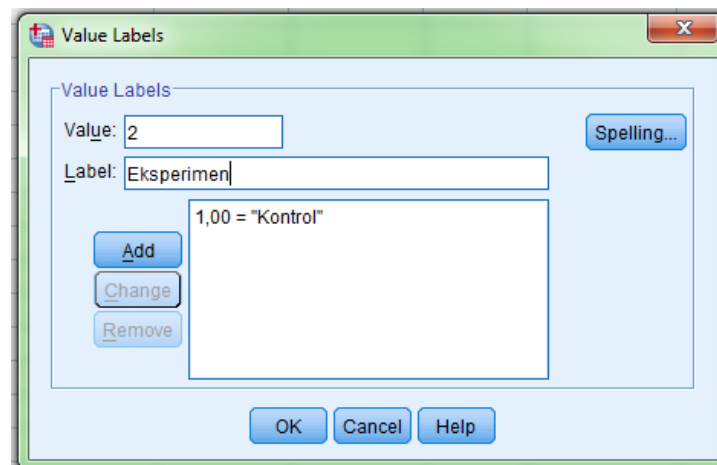 Value Labels
Value Labels
Value: 2
Spelling...
Label: Eksperimen
1,00 = "Kontrol"
Add
Change
Remove
OK Cancel Help